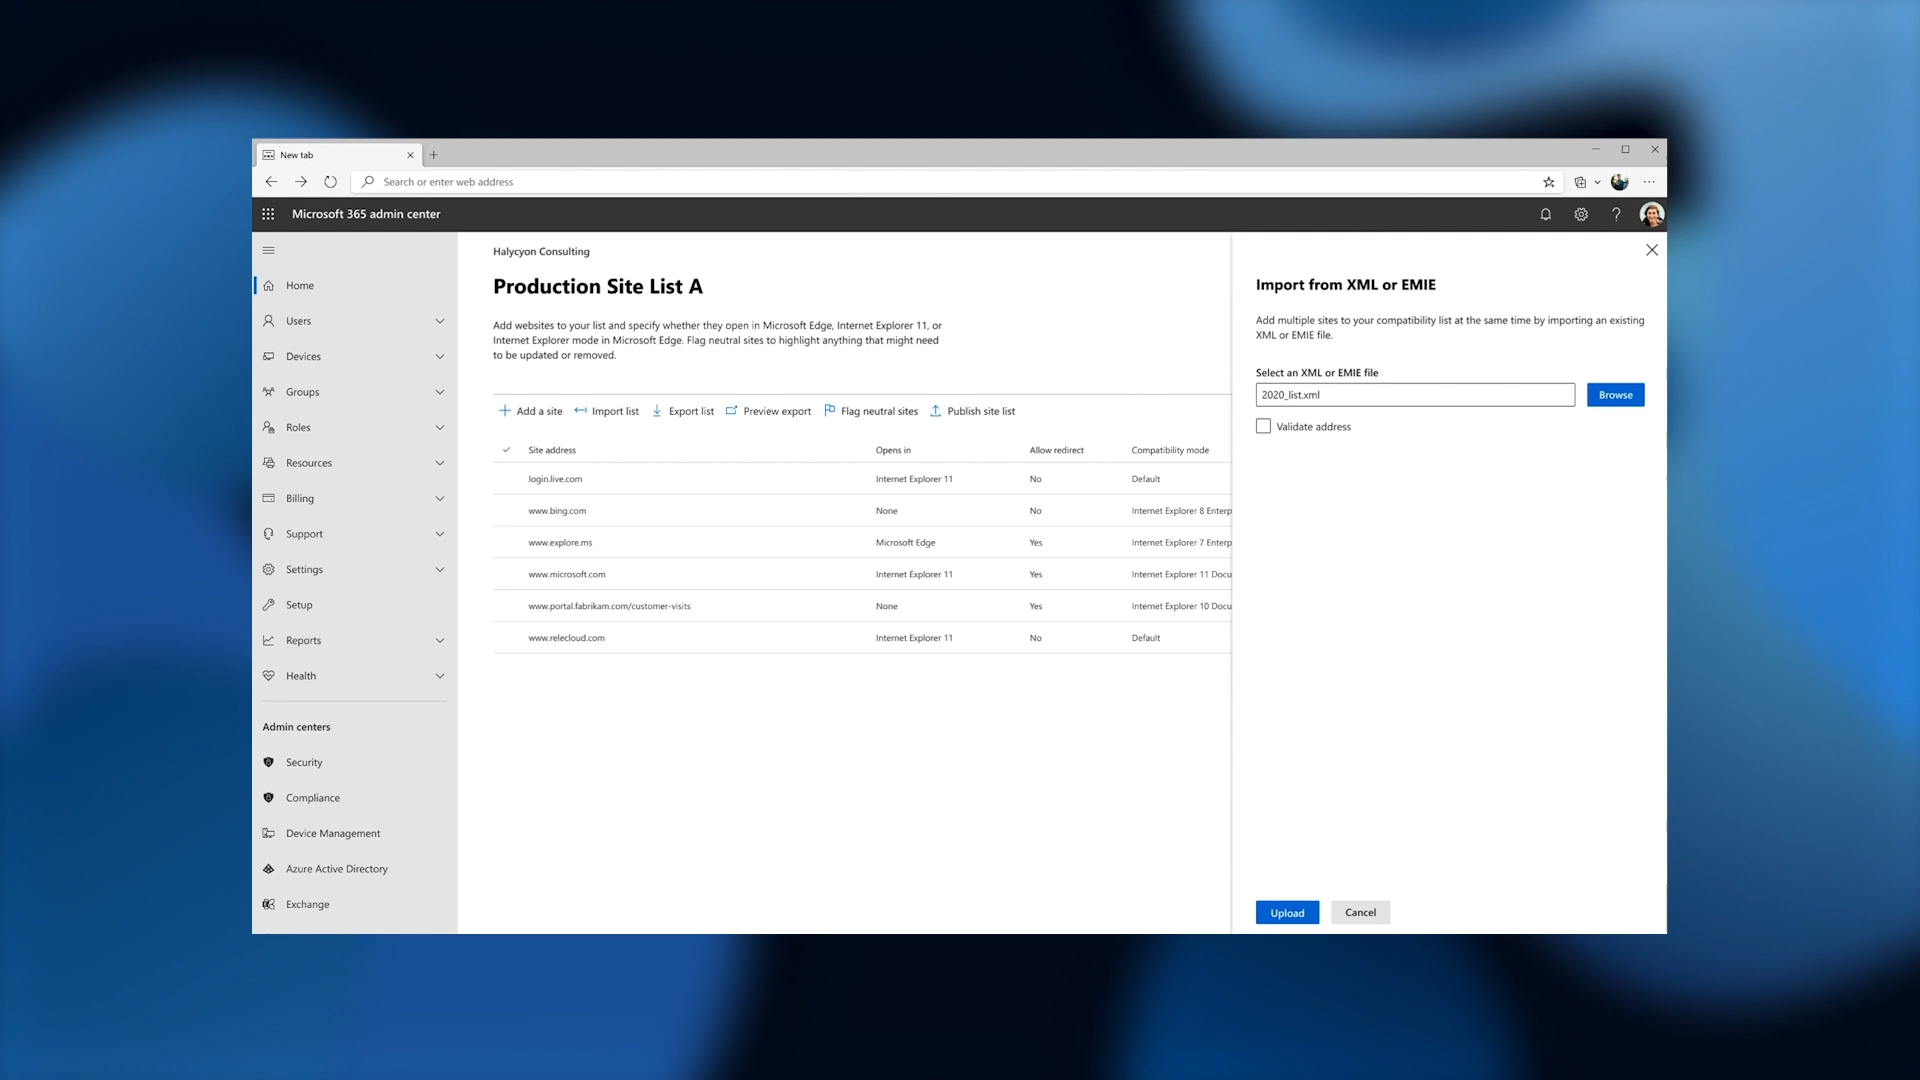 New tab
Search or enter web address
Microsoft 365 admin center
Home
Users
Devices
Groups
Roles
Resources
Billing
Support
Settings
Setup
Reports
Health
Admin centers
Security
Compliance
Device Management
Azure Active Directory
Exchange
Halycyon Consulting
Production Site List A
Add websites to your list and specify whether they open in Microsoft Edge, Internet Explorer 11, or
Internet Explorer mode in Microsoft Edge. Flag neutral sites to highlight anything that might need
to be updated or removed.
Add a site Import list Export list Preview export Flag neutral sites Publish site list
Site address Opens in Allow redirect Compatibility mode
login.live.com Internet Explorer 11 No Default
www.bing.com None No Internet Explorer 8 Enterp
www.explore.ms Microsoft Edge Yes Internet Explorer 7 Enterp
www.microsoft.com Internet Explorer 11 Yes Internet Explorer 11 Docu
www.portal.fabrikam.com/customer-visits None Yes Internet Explorer 10 Docu
www.relecloud.com Internet Explorer 11 No Default
Import from XML or EMIE
Add multiple sites to your compatibility list at the same time by importing an existing
XML or EMIE file.
Select an XML or EMIE file
2020_list.xml Browse
Validate address
Upload Cancel